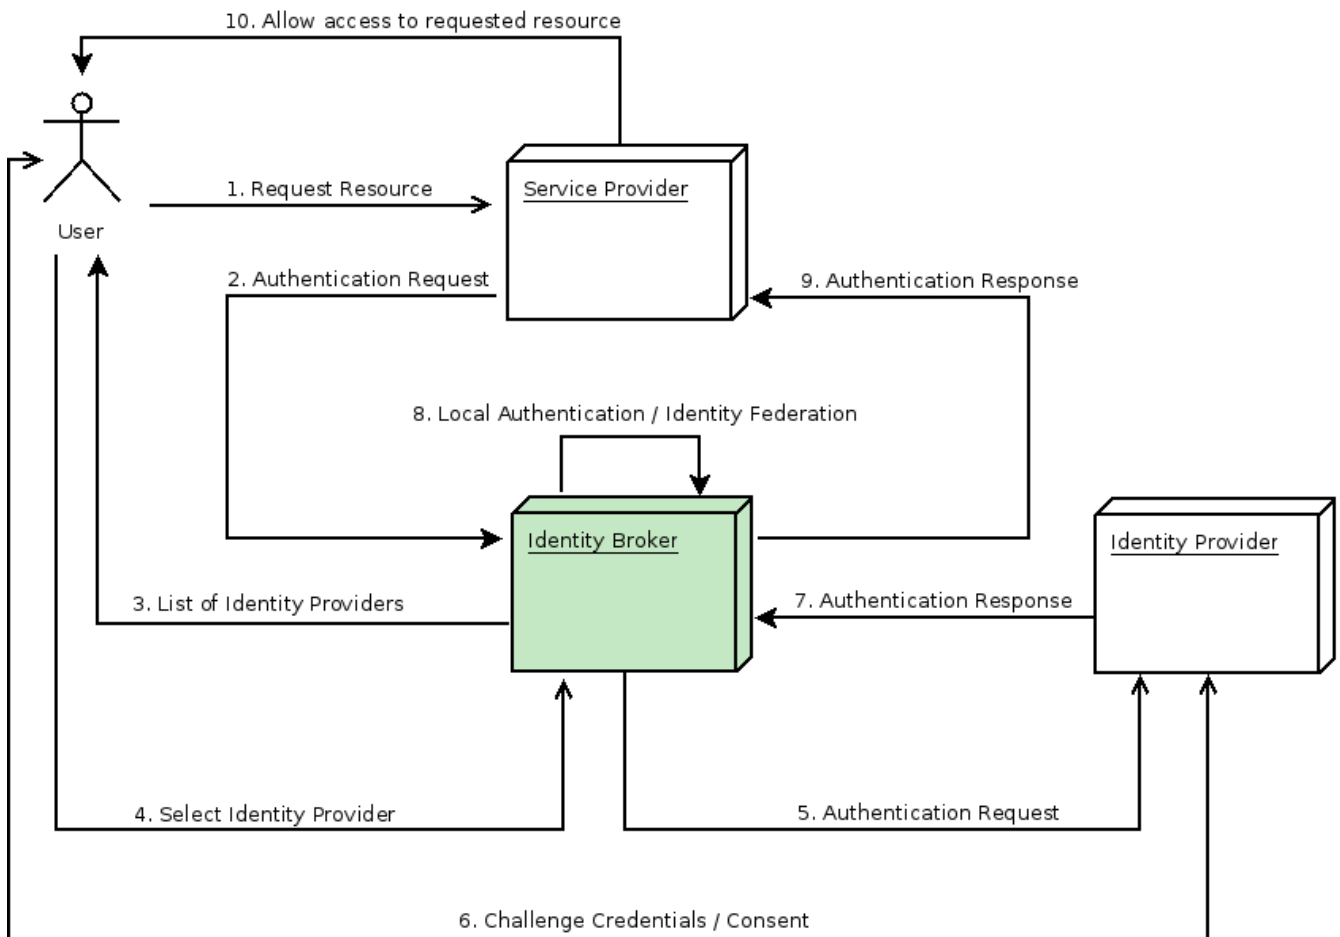 10. Allow access to requested resource
1. Request Resource
Service Provider
User
2. Authentication Request
9. Authentication Response
8. Local Authentication / Identity Federation
Identity Broker
Identity Provider
3. List of Identity Providers
7. Authentication Response
4. Select Identity Provider
5. Authentication Request
6. Challenge Credentials / Consent